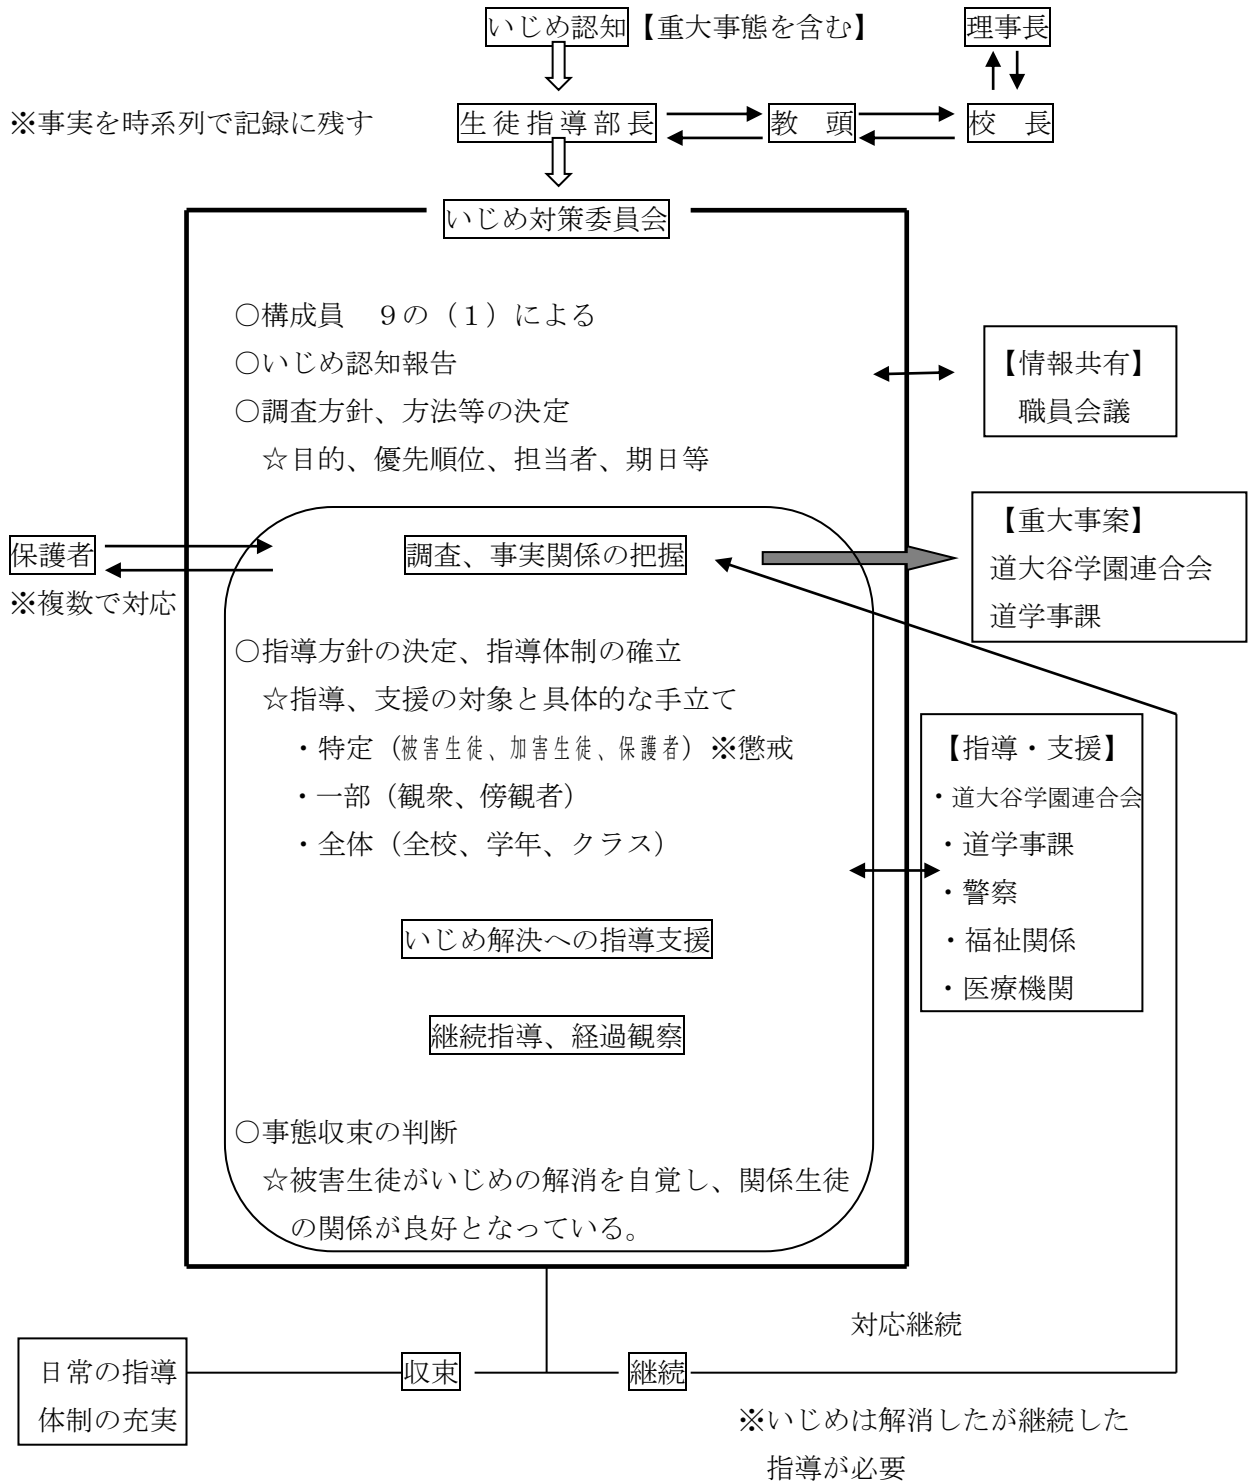 いじめ認知【重大事態を含む】
理事長
※事実を時系列で記録に残す
生徒指導部長
教　頭
校　長
いじめ対策委員会
○構成員　９の（１）による
○いじめ認知報告
○調査方針、方法等の決定
☆目的、優先順位、担当者、期日等
【情報共有】
職員会議
保護者
※複数で対応
調査、事実関係の把握
【重大事案】
道大谷学園連合会
道学事課
○指導方針の決定、指導体制の確立
☆指導、支援の対象と具体的な手立て
・特定（被害生徒、加害生徒、保護者）※懲戒
・一部（観衆、傍観者）
・全体（全校、学年、クラス）
【指導・支援】
・道大谷学園連合会
・道学事課
・警察
・福祉関係
・医療機関
いじめ解決への指導支援
継続指導、経過観察
○事態収束の判断
☆被害生徒がいじめの解消を自覚し、関係生徒
の関係が良好となっている。
対応継続
日常の指導
体制の充実
収束
継続
※いじめは解消したが継続した
指導が必要